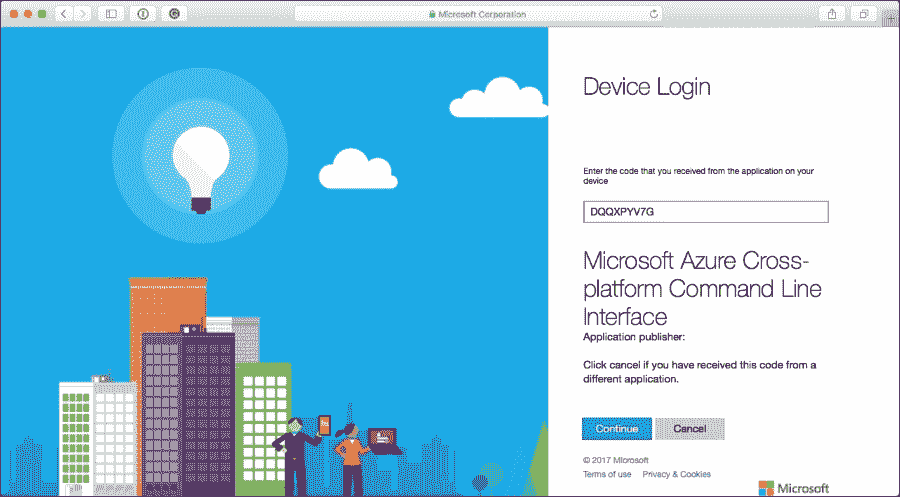 Microsoft Corporation
Device Login
Enter the code that you received from the application on your
device
DQQXPYV7G
Microsoft Azure Cross-
platform Command Line
Interface
Application publisher:
Click cancel if you have received this code from a
different application.
Continue Cancel
© 2017 Microsoft
Terms of use Privacy & Cookies
Microsoft